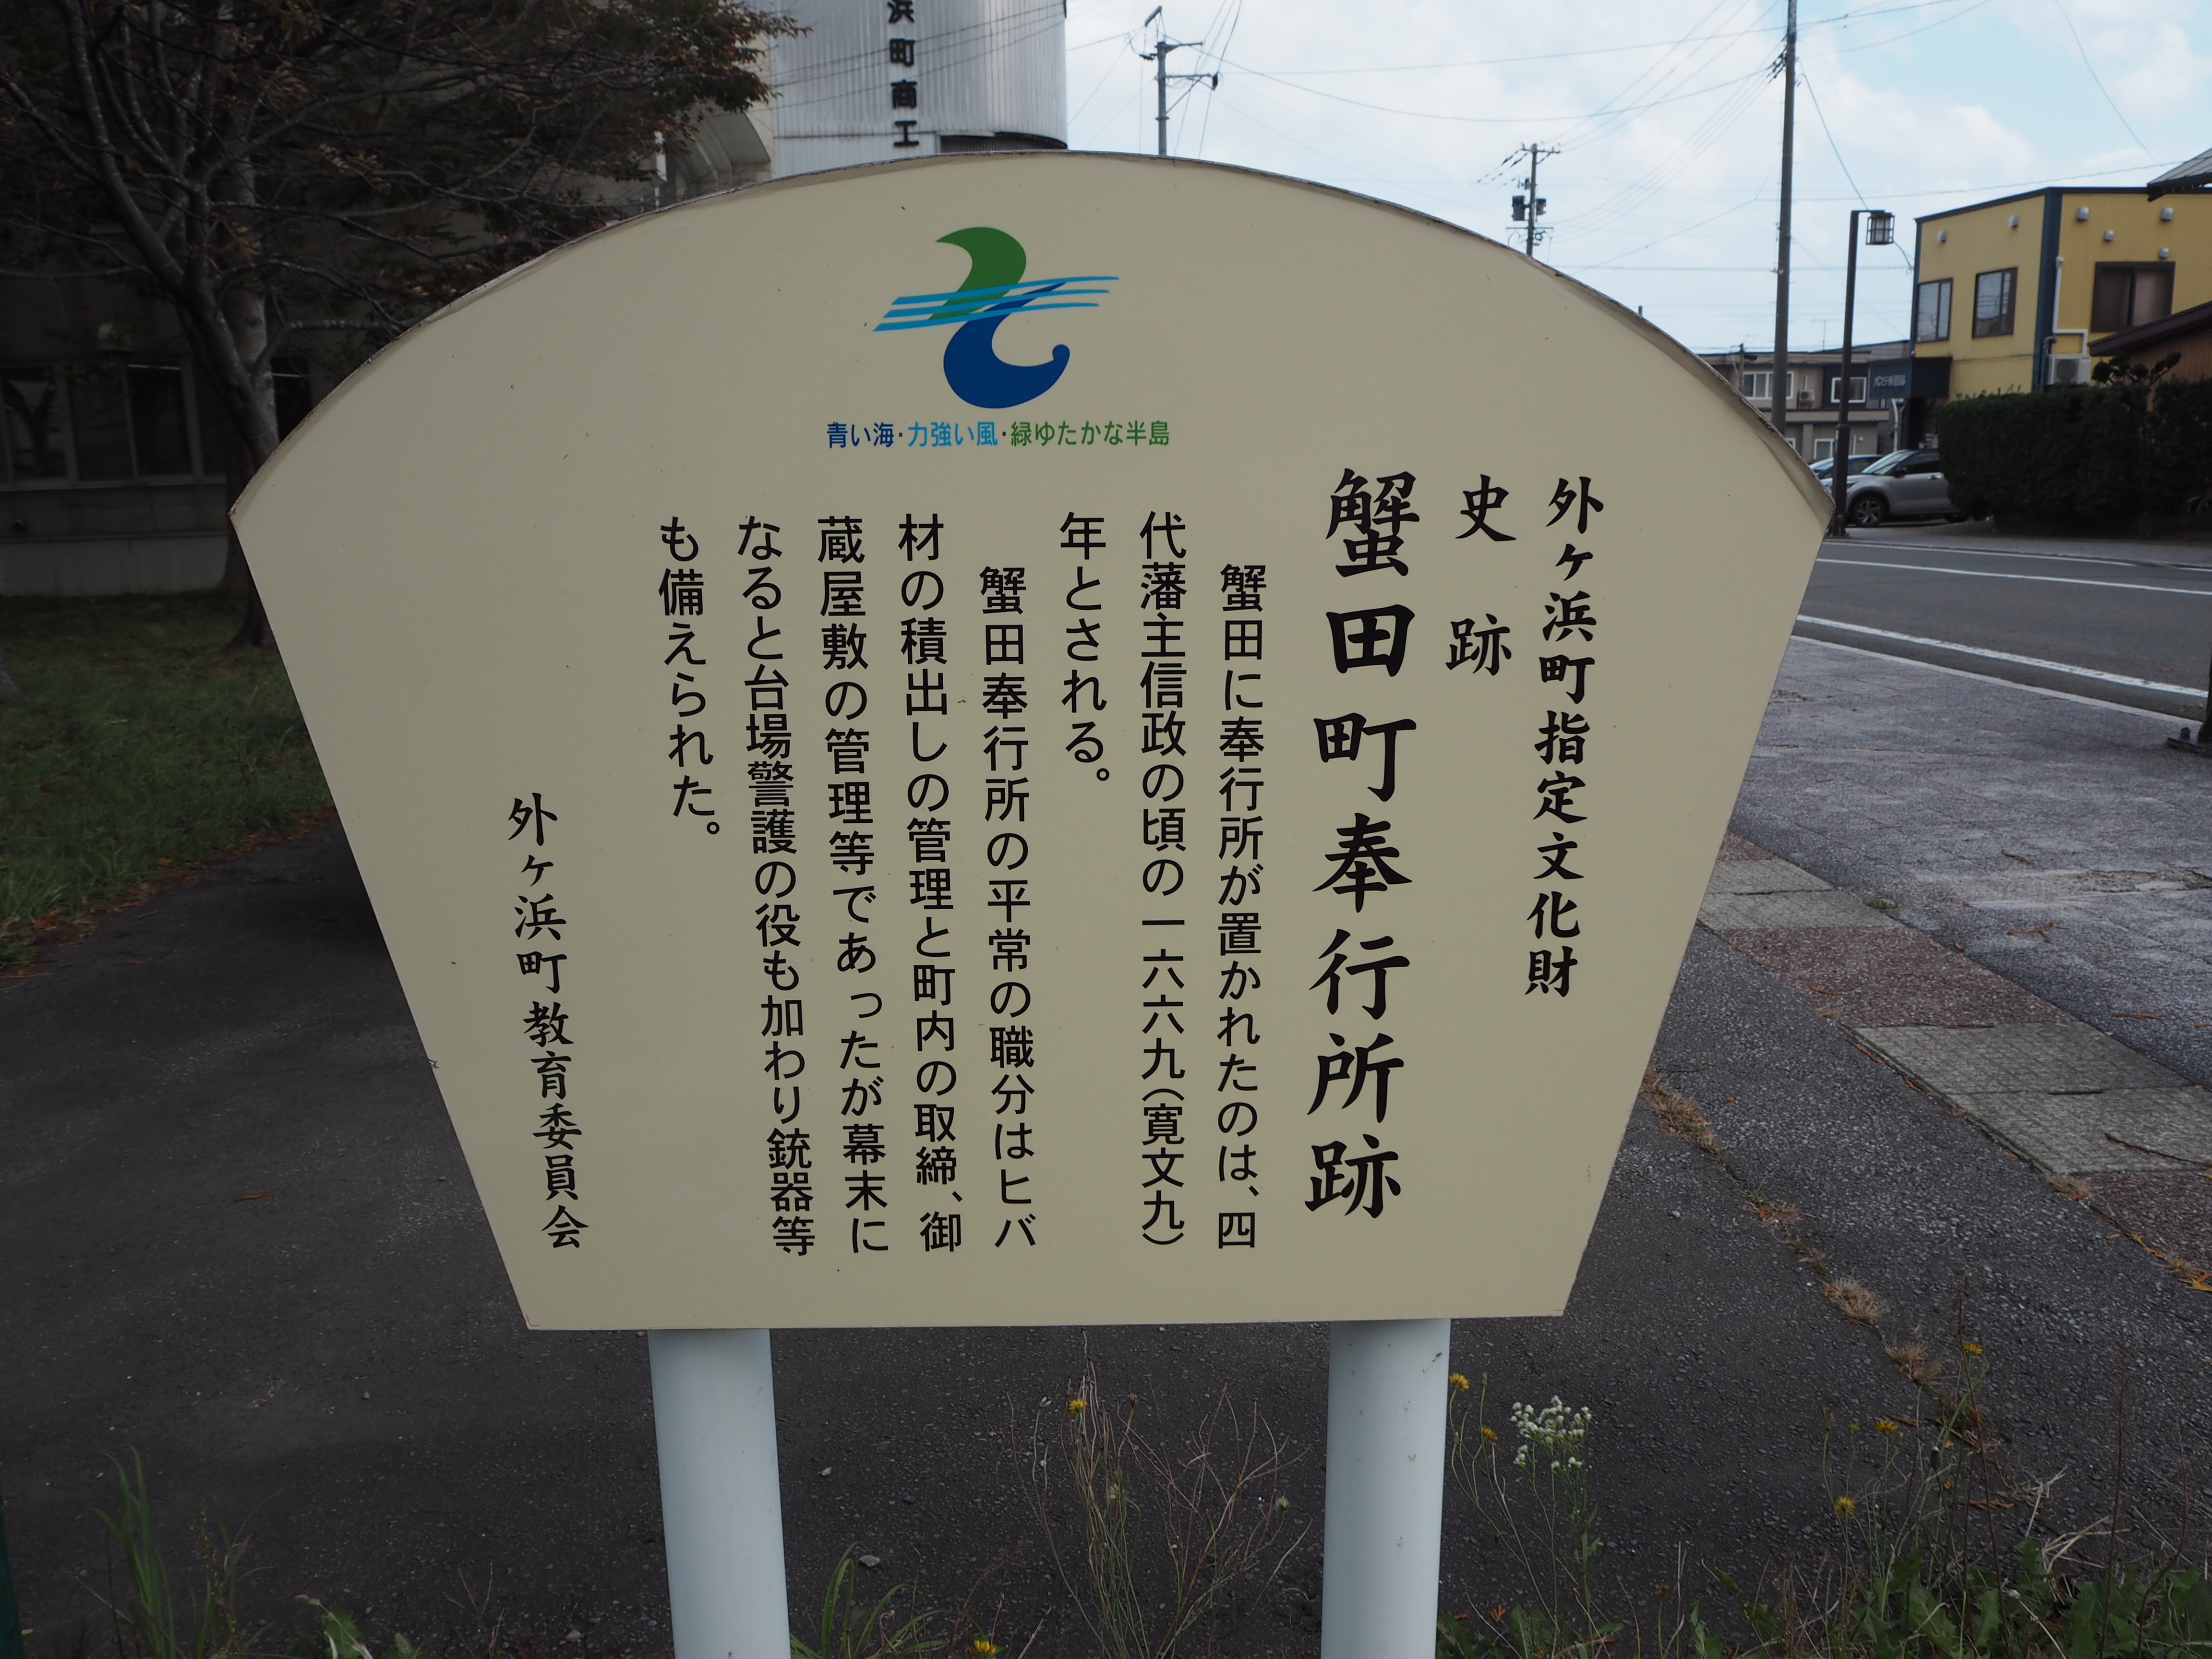 浜町商工
青い海・力強い風・緑ゆたかな半島
外ヶ浜町指定文化財
史跡
蟹田町奉行所跡
蟹田に奉行所が置かれたのは、四
代藩主信政の頃の一六六九(寛文九)
年とされる。
蟹田奉行所の平常の職分はヒバ
材の積出しの管理と町内の取締、御
蔵屋敷の管理等であったが幕末に
なると台場警護の役も加わり銃器等
も備えられた。
外ヶ浜町教育委員会